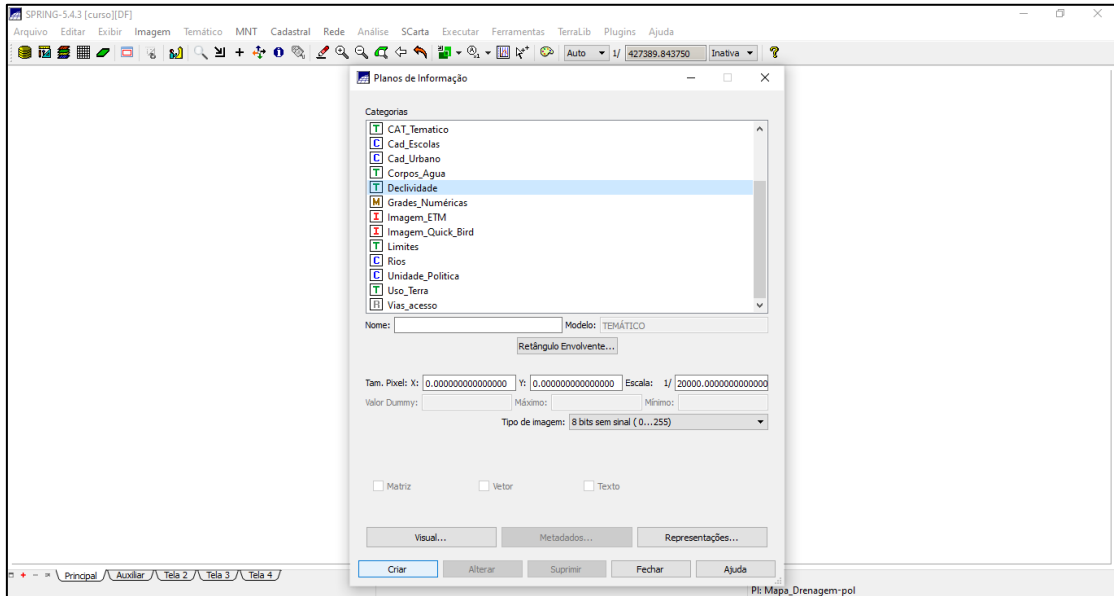 SPRING-5.4.3 [curso][DF]
Arquivo Editar Exibir Imagem Temático MNT Cadastral Rede Análise SCarta Executar Ferramentas TerraLib Plugins Ajuda
Auto 1/ 427389.843750 Inativa
Planos de Informação
Categorias
T CAT_Tematico
C Cad_Escolas
C Cad_Urbano
T Corpos_Agua
T Declividade
M Grades_Numéricas
I Imagem_ETM
I Imagem_Quick_Bird
T Limites
C Rios
C Unidade_Politica
T Uso_Terra
R Vias_acesso
Nome: Modelo: TEMÁTICO
Retângulo Envolvente...
Tam. Pixel: X: 0.000000000000000 Y: 0.000000000000000 Escala: 1/ 20000.0000000000000
Valor Dummy: Máximo: Mínimo:
Tipo de imagem: 8 bits sem sinal ( 0...255)
Matriz Vetor Texto
Visual... Metadados... Representações...
Criar Alterar Suprimir Fechar Ajuda
Principal Auxiliar Tela 2 Tela 3 Tela 4
PI: Mapa_Drenagem-pol